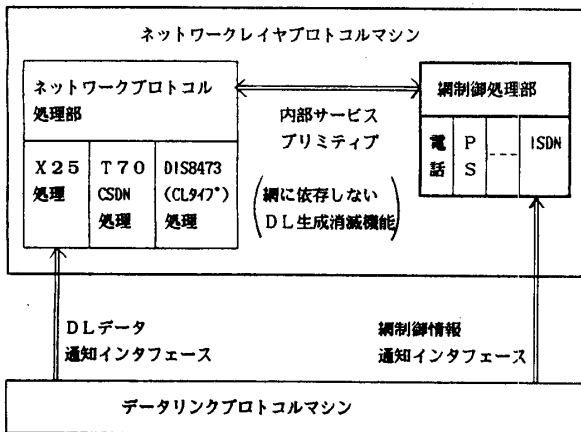 ネットワークレイヤプロトコルマシン
ネットワークプロトコル
処理部
X25
処理
T70
CSDN
処理
DIS8473
(CLタイプ)
処理
内部サービス
プリミティブ
(網に依存しない
DL生成消滅機能)
網制御処理部
電話
PS
----
ISDN
DLデータ
通知インタフェース
網制御情報
通知インタフェース
データリンクプロトコルマシン